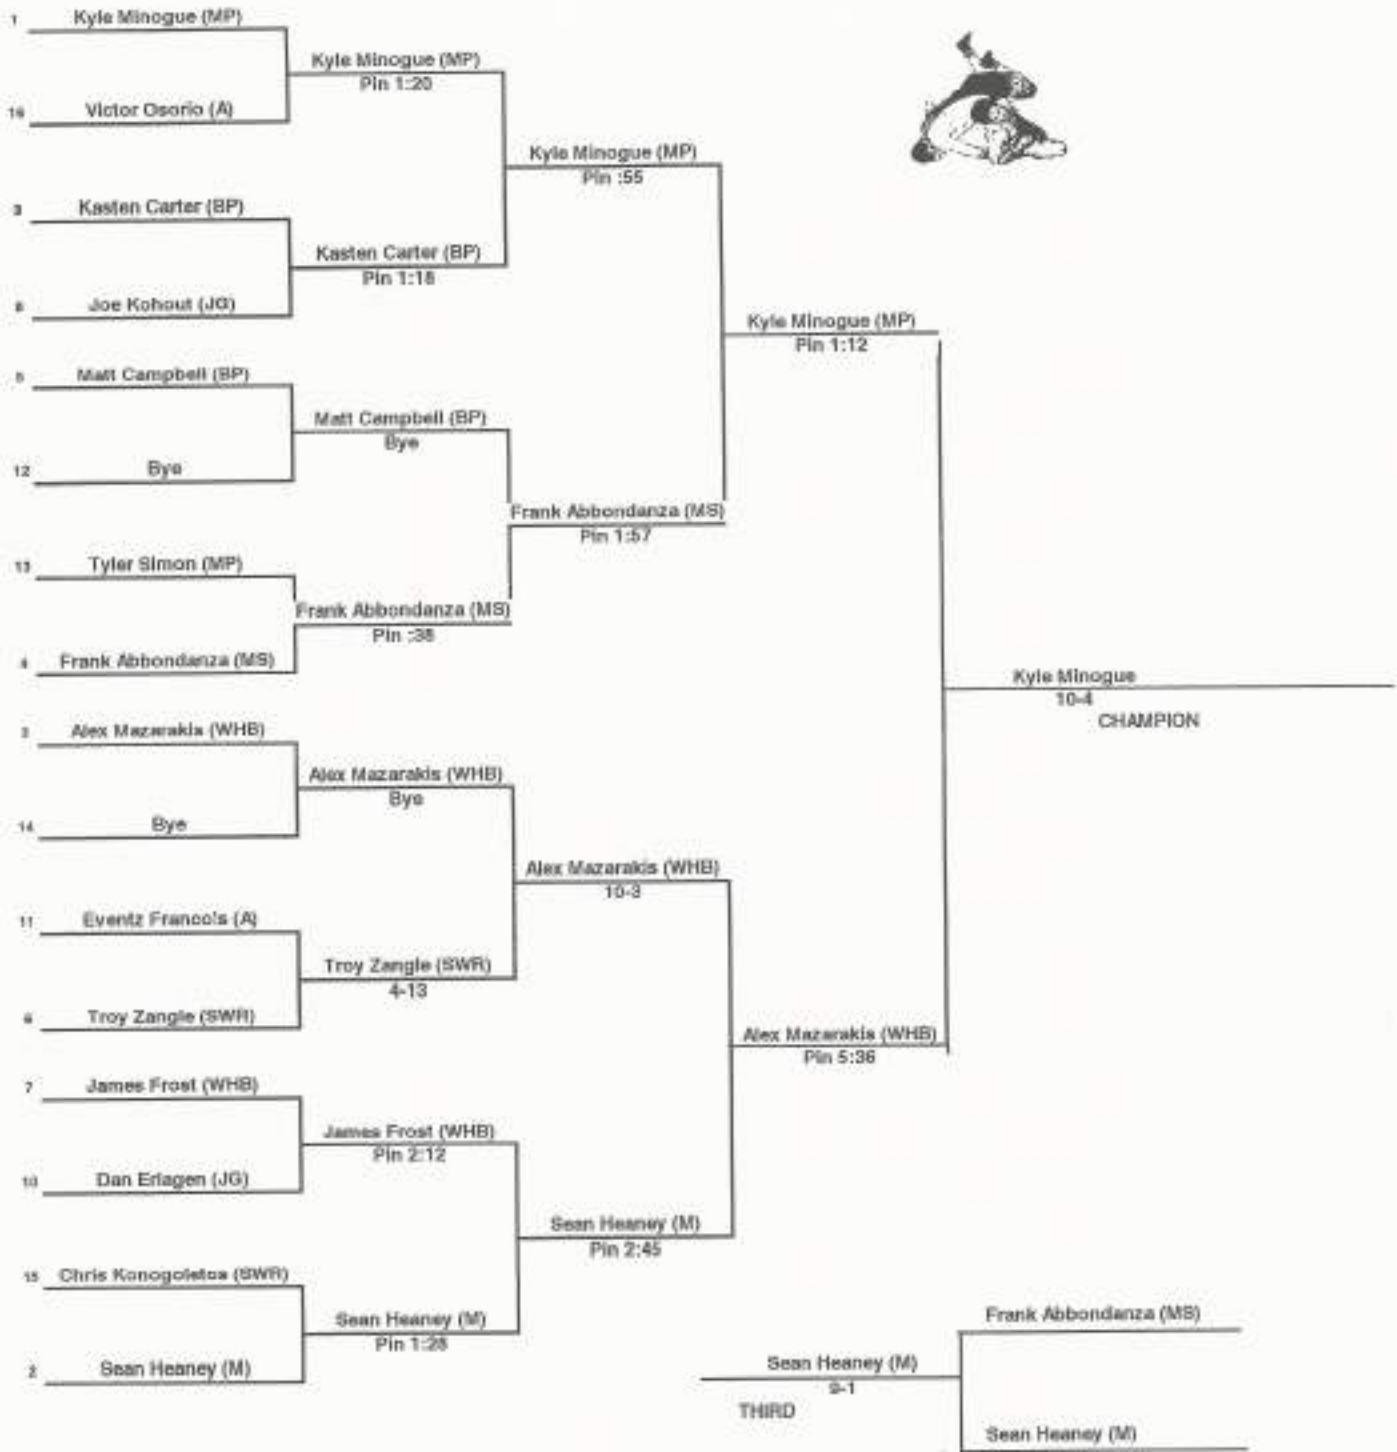 1 Kyle Minogue (MP)
Kyle Minogue (MP)
Pin 1:20
16 Victor Osorio (A)
Kyle Minogue (MP)
Pin :55
9 Kasten Carter (BP)
Kasten Carter (BP)
Pin 1:18
8 Joe Kohout (JG)
Kyle Minogue (MP)
Pin 1:12
5 Matt Campbell (BP)
Matt Campbell (BP)
Bye
12 Bye
Frank Abbondanza (MS)
Pin 1:57
13 Tyler Simon (MP)
Frank Abbondanza (MS)
Pin :38
4 Frank Abbondanza (MS)
Kyle Minogue
10-4
CHAMPION
3 Alex Mazarakis (WHB)
Alex Mazarakis (WHB)
Bye
14 Bye
Alex Mazarakis (WHB)
10-3
11 Eventz Franco!s (A)
Troy Zangle (SWR)
4-13
6 Troy Zangle (SWR)
Alex Mazarakis (WHB)
Pin 5:36
7 James Frost (WHB)
James Frost (WHB)
Pin 2:12
10 Dan Erlagen (JG)
Sean Heaney (M)
Pin 2:45
15 Chris Konogoletos (SWR)
Sean Heaney (M)
Pin 1:28
2 Sean Heaney (M)
Frank Abbondanza (MS)
Sean Heaney (M)
9-1
THIRD
Sean Heaney (M)